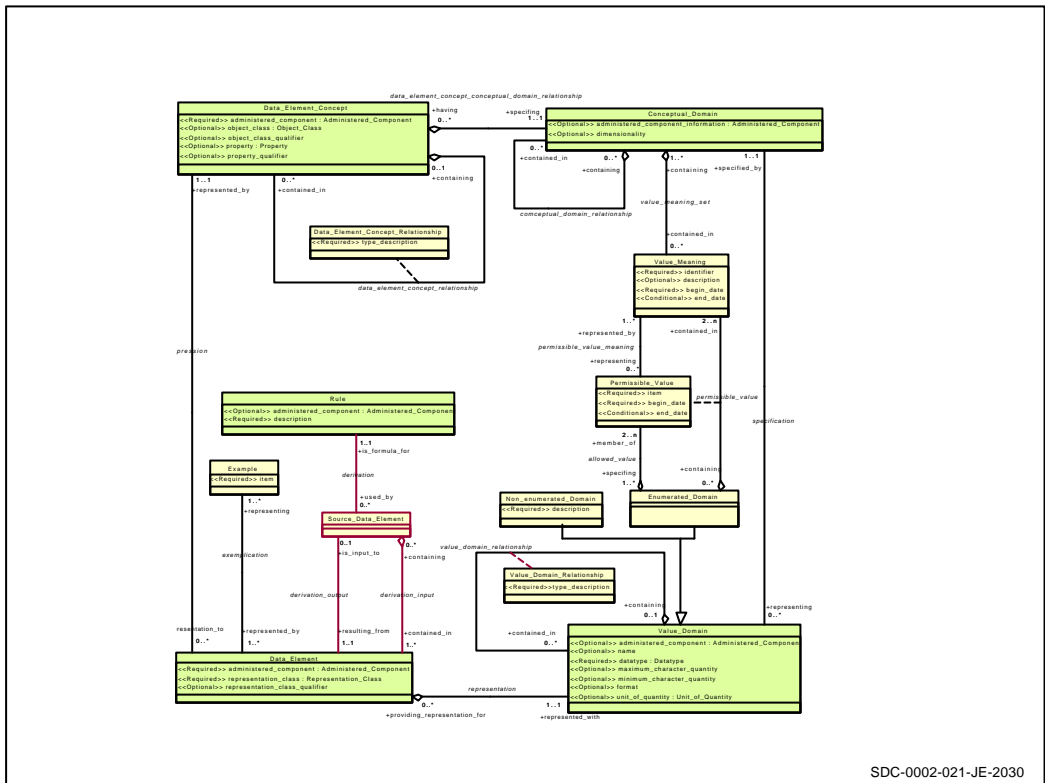 data_element_concept_conceptual_domain_relationship
Data_Element_Concept
<<Required>> administered_component : Administered_Component
<<Optional>> object_class : Object_Class
<<Optional>> object_class_qualifier
<<Optional>> property : Property
<<Optional>> property_qualifier
+having
0..*
+specifing
1..1
Conceptual_Domain
<<Optional>> administered_component_information : Administered_Component
<<Optional>> dimensionality
0..1
+containing
1..1
+represented_by
0..*
+contained_in
0..*
+contained_in
0..*
+containing
1..*
+containing
1..1
+specified_by
comceptual_domain_relationship
value_meaning_set
Data_Element_Concept_Relationship
<<Required>> type_description
data_element_concept_relationship
+contained_in
0..*
Value_Meaning
<<Required>> identifier
<<Optional>> description
<<Required>> begin_date
<<Conditional>> end_date
1..*
+represented_by
2..n
+contained_in
permissible_value_meaning
+representing
0..*
pression
Permissible_Value
<<Required>> item
<<Required>> begin_date
<<Conditional>> end_date
permissible_value
specification
Rule
<<Optional>> administered_component : Administered_Component
<<Required>> description
1..1
+is_formula_for
derivation
+used_by
0..*
2..n
+member_of
allowed_value
+specifing
1..*
+containing
0..*
Example
<<Required>> item
1..*
+representing
exemplication
Non_enumerated_Domain
<<Required>> description
Enumerated_Domain
Source_Data_Element
0..1
+is_input_to
0..*
+containing
value_domain_relationship
Value_Domain_Relationship
<<Required>>type_description
derivation_output
derivation_input
+containing
0..1
+representing
0..*
resentation_to
0..*
+represented_by
1..*
+resulting_from
1..1
+contained_in
1..*
+contained_in
0..*
Data_Element
<<Required>> administered_component : Administered_Component
<<Required>> representation_class : Representation_Class
<<Optional>> representation_class_qualifier
Value_Domain
<<Optional>> administered_component : Administered_Component
<<Optional>> name
<<Required>> datatype : Datatype
<<Optional>> maximum_character_quantity
<<Optional>> minimum_character_quantity
<<Optional>> format
<<Optional>> unit_of_quantity : Unit_of_Quantity
representation
0..*
+providing_representation_for
1..1
+represented_with
SDC-0002-021-JE-2030